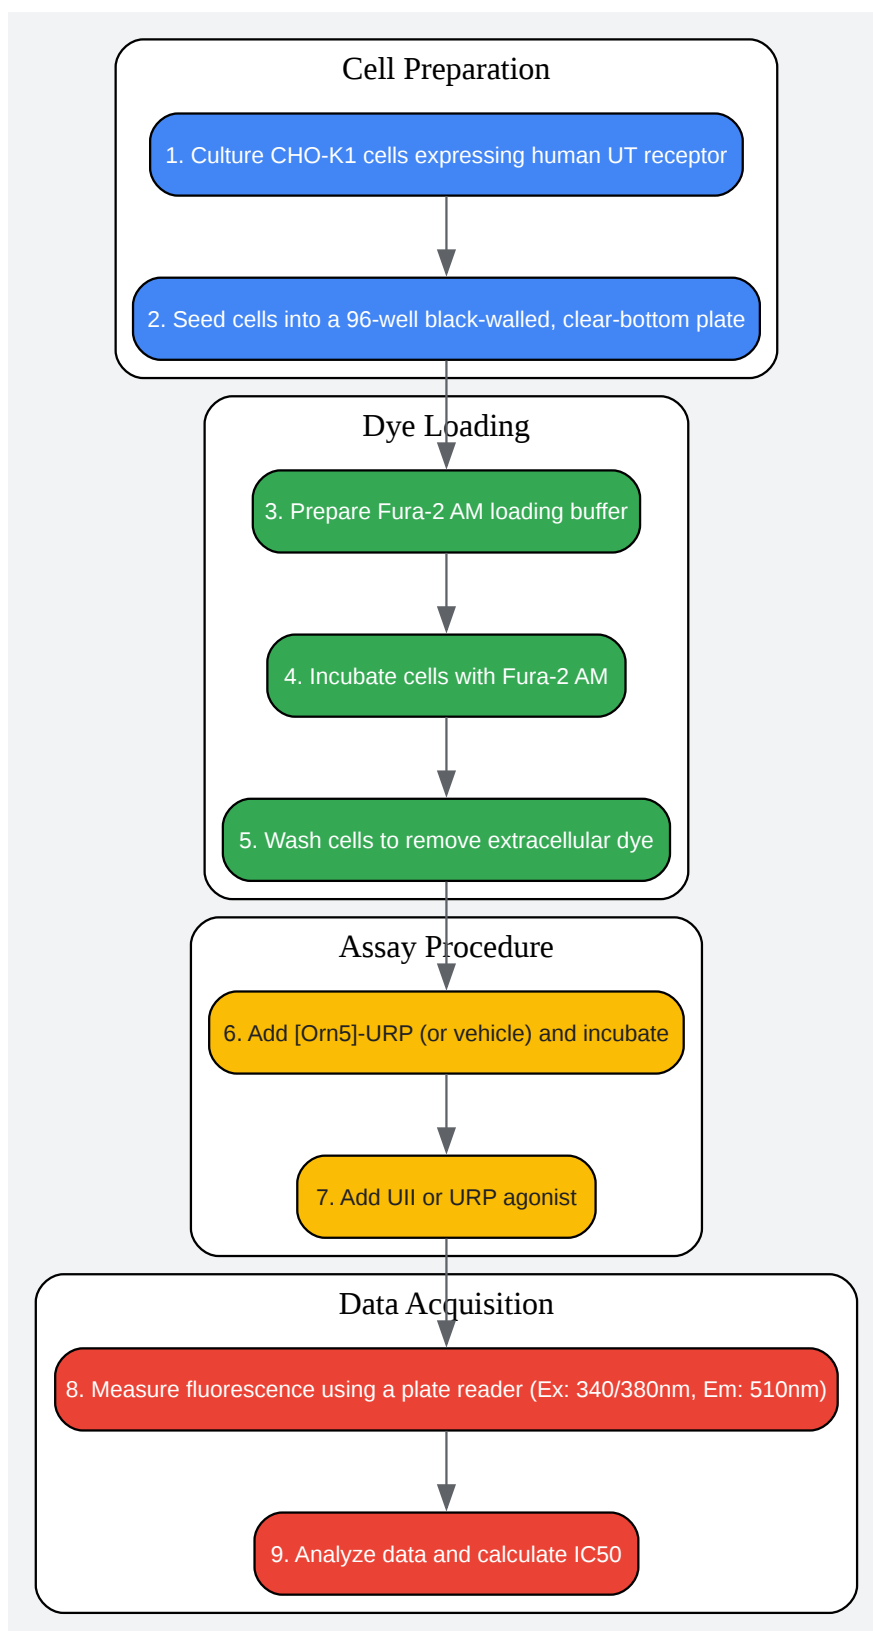 Cell Preparation
1. Culture CHO-K1 cells expressing human UT receptor
2. Seed cells into a 96-well black-walled, clear-bottom plate
Dye Loading
3. Prepare Fura-2 AM loading buffer
4. Incubate cells with Fura-2 AM
5. Wash cells to remove extracellular dye
Assay Procedure
6. Add [Orn5]-URP (or vehicle) and incubate
7. Add UII or URP agonist
Data Acquisition
8. Measure fluorescence using a plate reader (Ex: 340/380nm, Em: 510nm)
9. Analyze data and calculate IC50